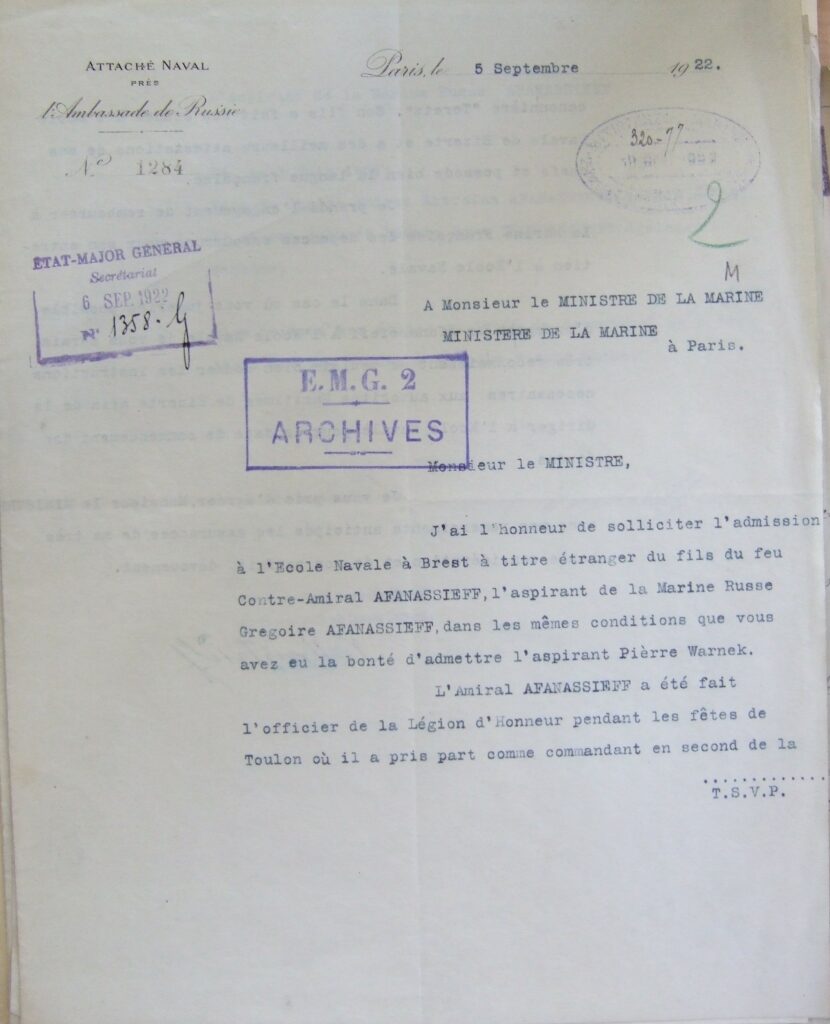 ATTACHÉ NAVAL
PRÈS
l'Ambassade de Russie
Nº 1284
Paris, le 5 Septembre 1922.
320-77
2
ÉTAT-MAJOR GÉNÉRAL
Secrétariat
6 SEP. 1922
Nº 1358. G
M
A Monsieur le MINISTRE DE LA MARINE
MINISTERE DE LA MARINE
à Paris.
E.M.G. 2
ARCHIVES
Monsieur le MINISTRE,
J'ai l'honneur de solliciter l'admission
à l'Ecole Navale à Brest à titre étranger du fils du feu
Contre-Amiral AFANASSIEFF,l'aspirant de la Marine Russe
Gregoire AFANASSIEFF,dans les mêmes conditions que vous
avez eu la bonté d'admettre l'aspirant Pièrre Warnek.
L'Amiral AFANASSIEFF a été fait
l'officier de la Légion d'Honneur pendant les fêtes de
Toulon où il a pris part comme commandant en second de la
.............
T.S.V.P.